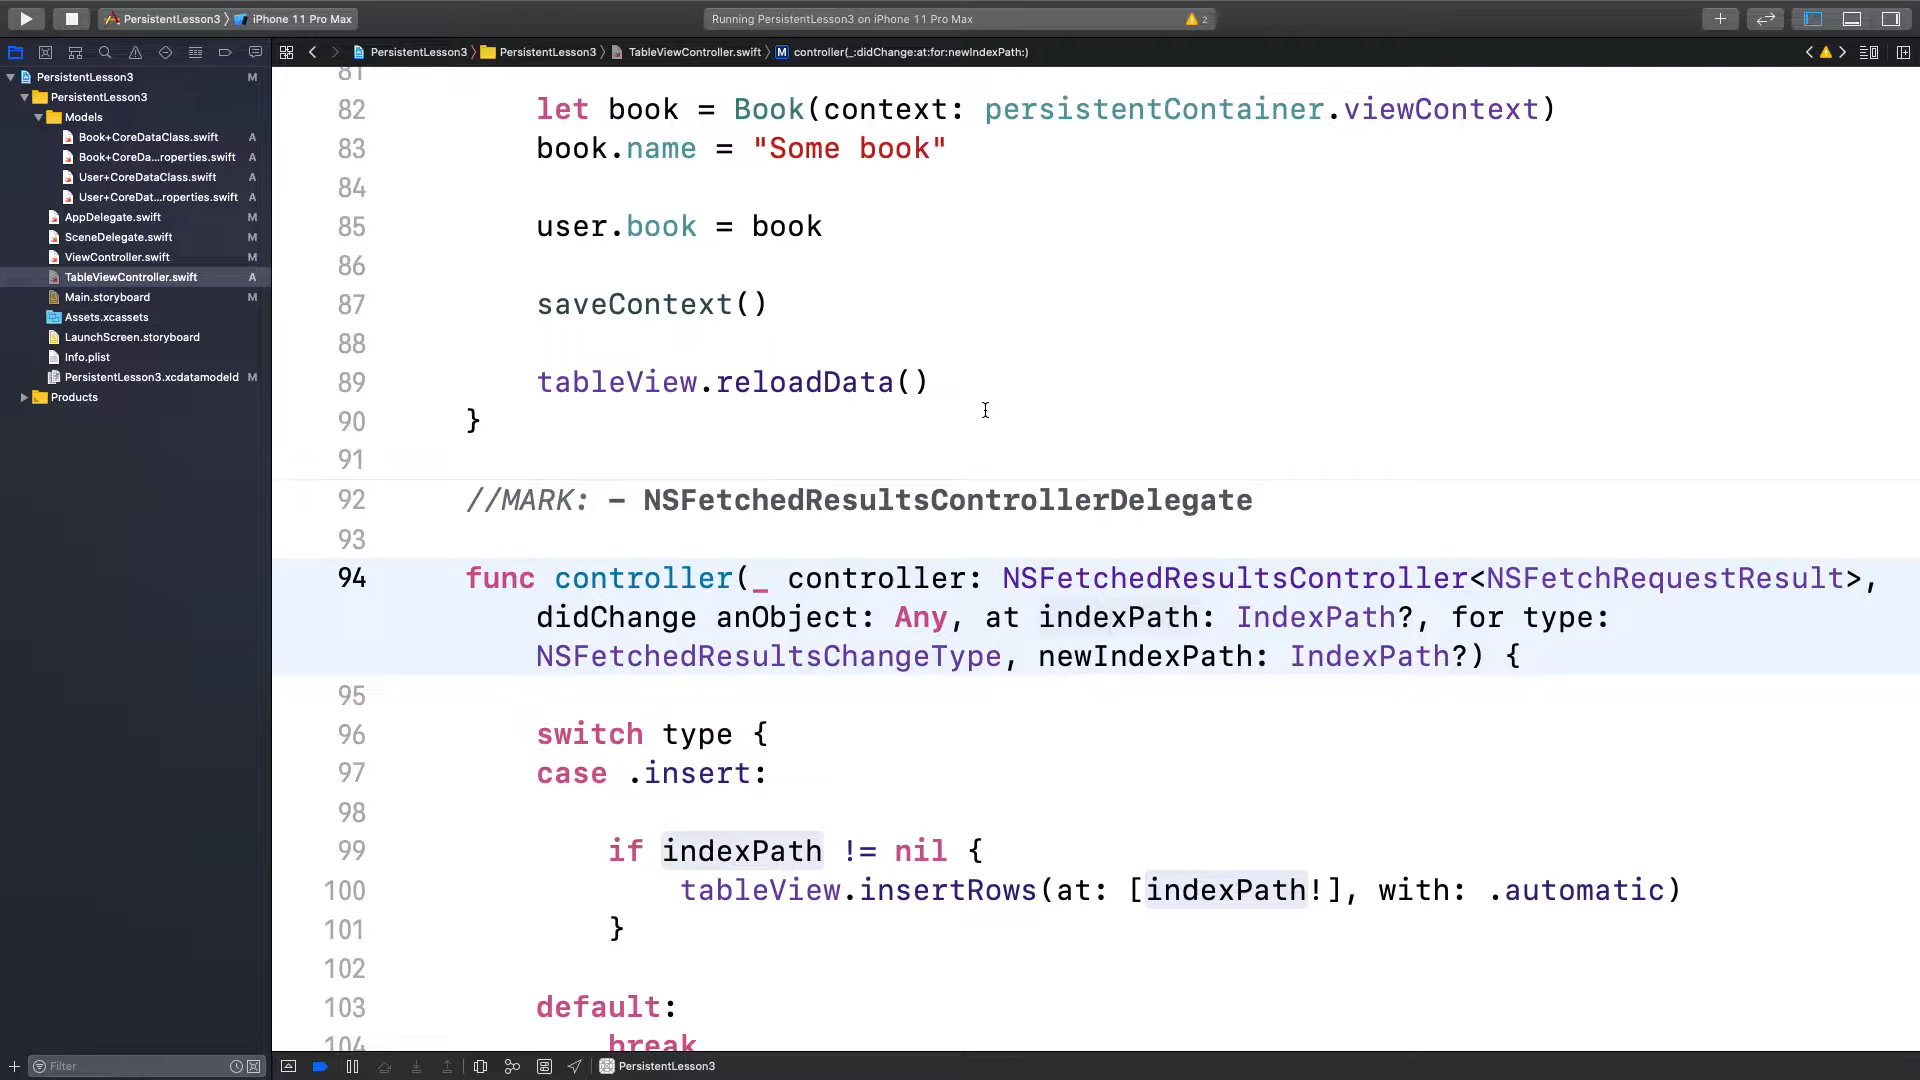 PersistentLesson3 〉 iPhone 11 Pro Max
Running PersistentLesson3 on iPhone 11 Pro Max
2
PersistentLesson3 〉 PersistentLesson3 〉 TableViewController.swift 〉 M controller(_:didChange:at:for:newIndexPath:)
PersistentLesson3 M
PersistentLesson3
Models
Book+CoreDataClass.swift A
Book+CoreDa...roperties.swift A
User+CoreDataClass.swift A
User+CoreDat...roperties.swift A
AppDelegate.swift M
SceneDelegate.swift M
ViewController.swift M
TableViewController.swift A
Main.storyboard M
Assets.xcassets
LaunchScreen.storyboard
Info.plist
PersistentLesson3.xcdatamodeld M
Products
Filter
81
82 let book = Book(context: persistentContainer.viewContext)
83 book.name = "Some book"
84
85 user.book = book
86
87 saveContext()
88
89 tableView.reloadData()
90 }
91
92 //MARK: - NSFetchedResultsControllerDelegate
93
94 func controller(_ controller: NSFetchedResultsController<NSFetchRequestResult>,
didChange anObject: Any, at indexPath: IndexPath?, for type:
NSFetchedResultsChangeType, newIndexPath: IndexPath?) {
95
96 switch type {
97 case .insert:
98
99 if indexPath != nil {
100 tableView.insertRows(at: [indexPath!], with: .automatic)
101 }
102
103 default:
104 break
PersistentLesson3